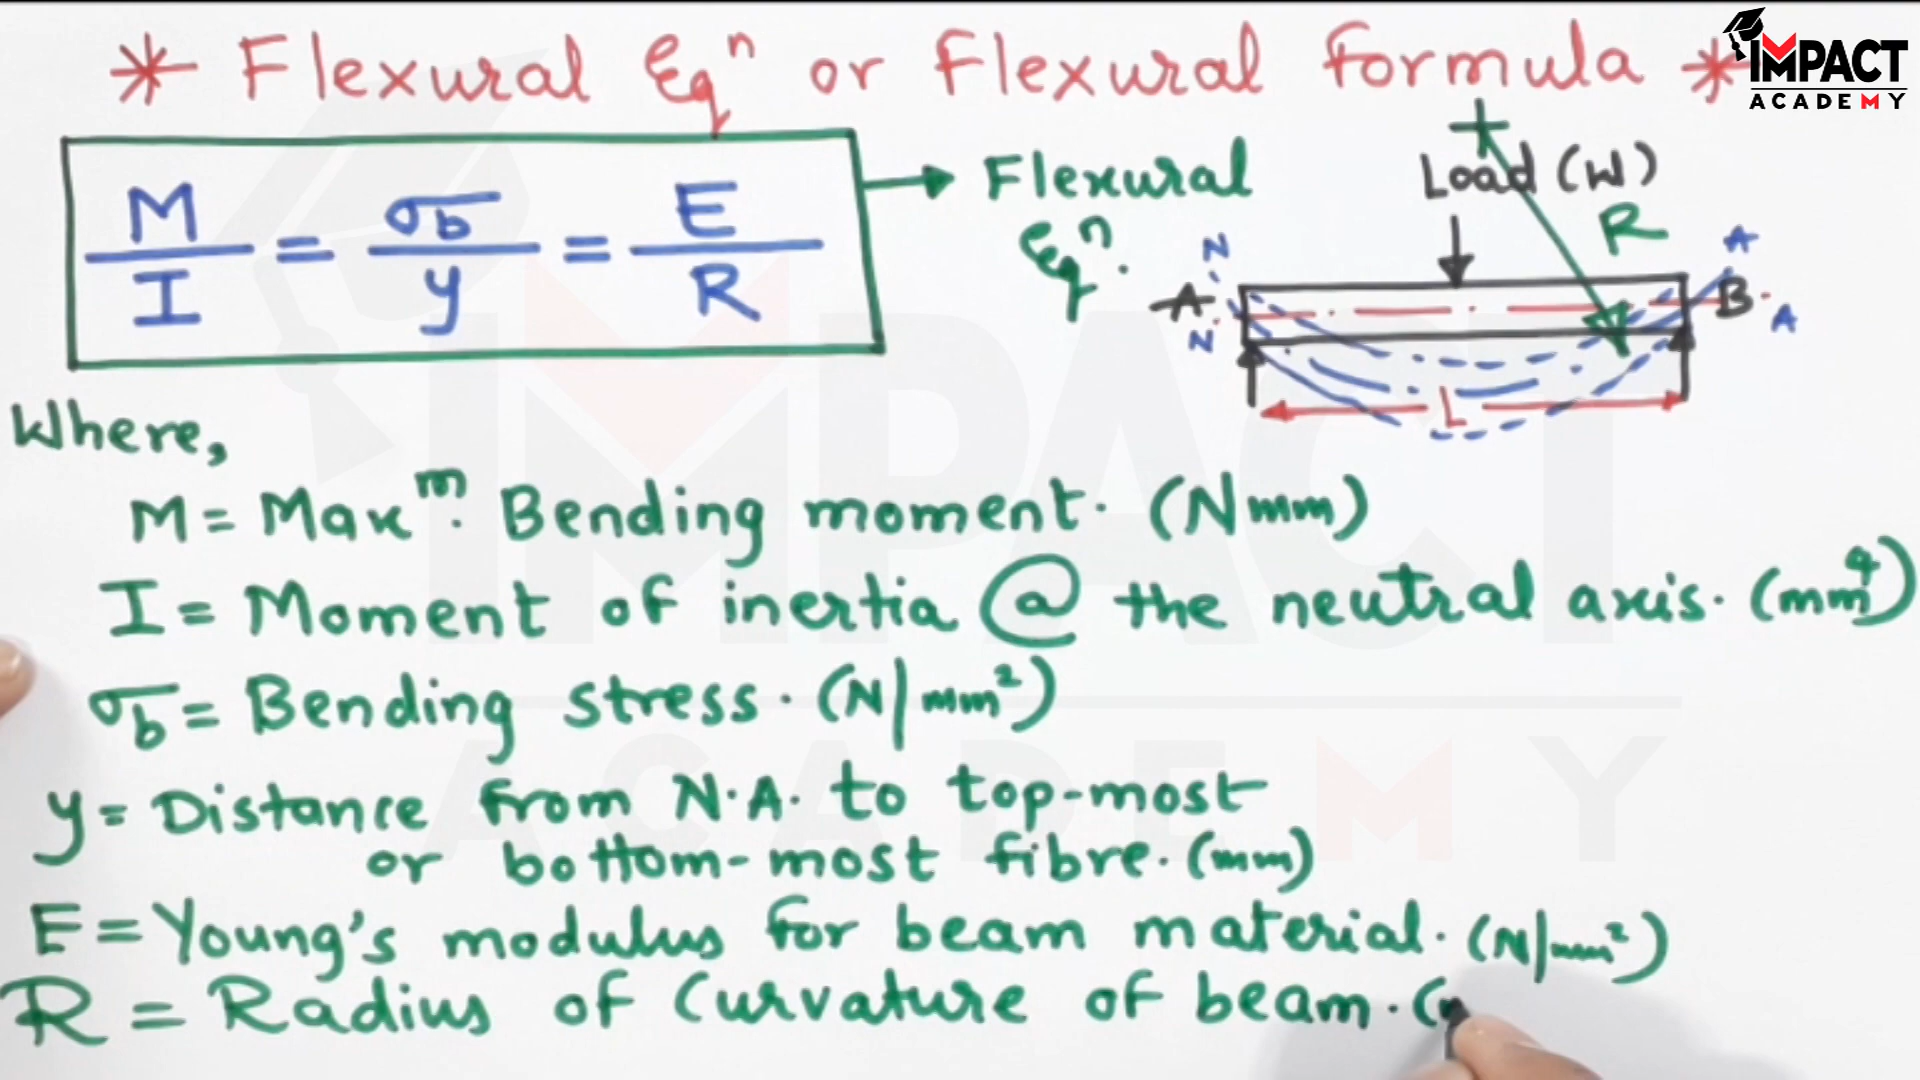 * Flexural Eqⁿ or Flexural formula *
IMPACT
ACADEMY
M/I = σb/y = E/R
Flexural
Eqⁿ.
Load (W)
R
N
A
A
B
N
A
L
Where,
M = Maxᵐ. Bending moment. (Nmm)
I = Moment of inertia @ the neutral axis. (mm⁴)
σb = Bending stress. (N/mm²)
y = Distance from N.A. to top-most
or bottom-most fibre. (mm)
E = Young's modulus for beam material. (N/mm²)
R = Radius of Curvature of beam. (
IMPACT
ACADEMY